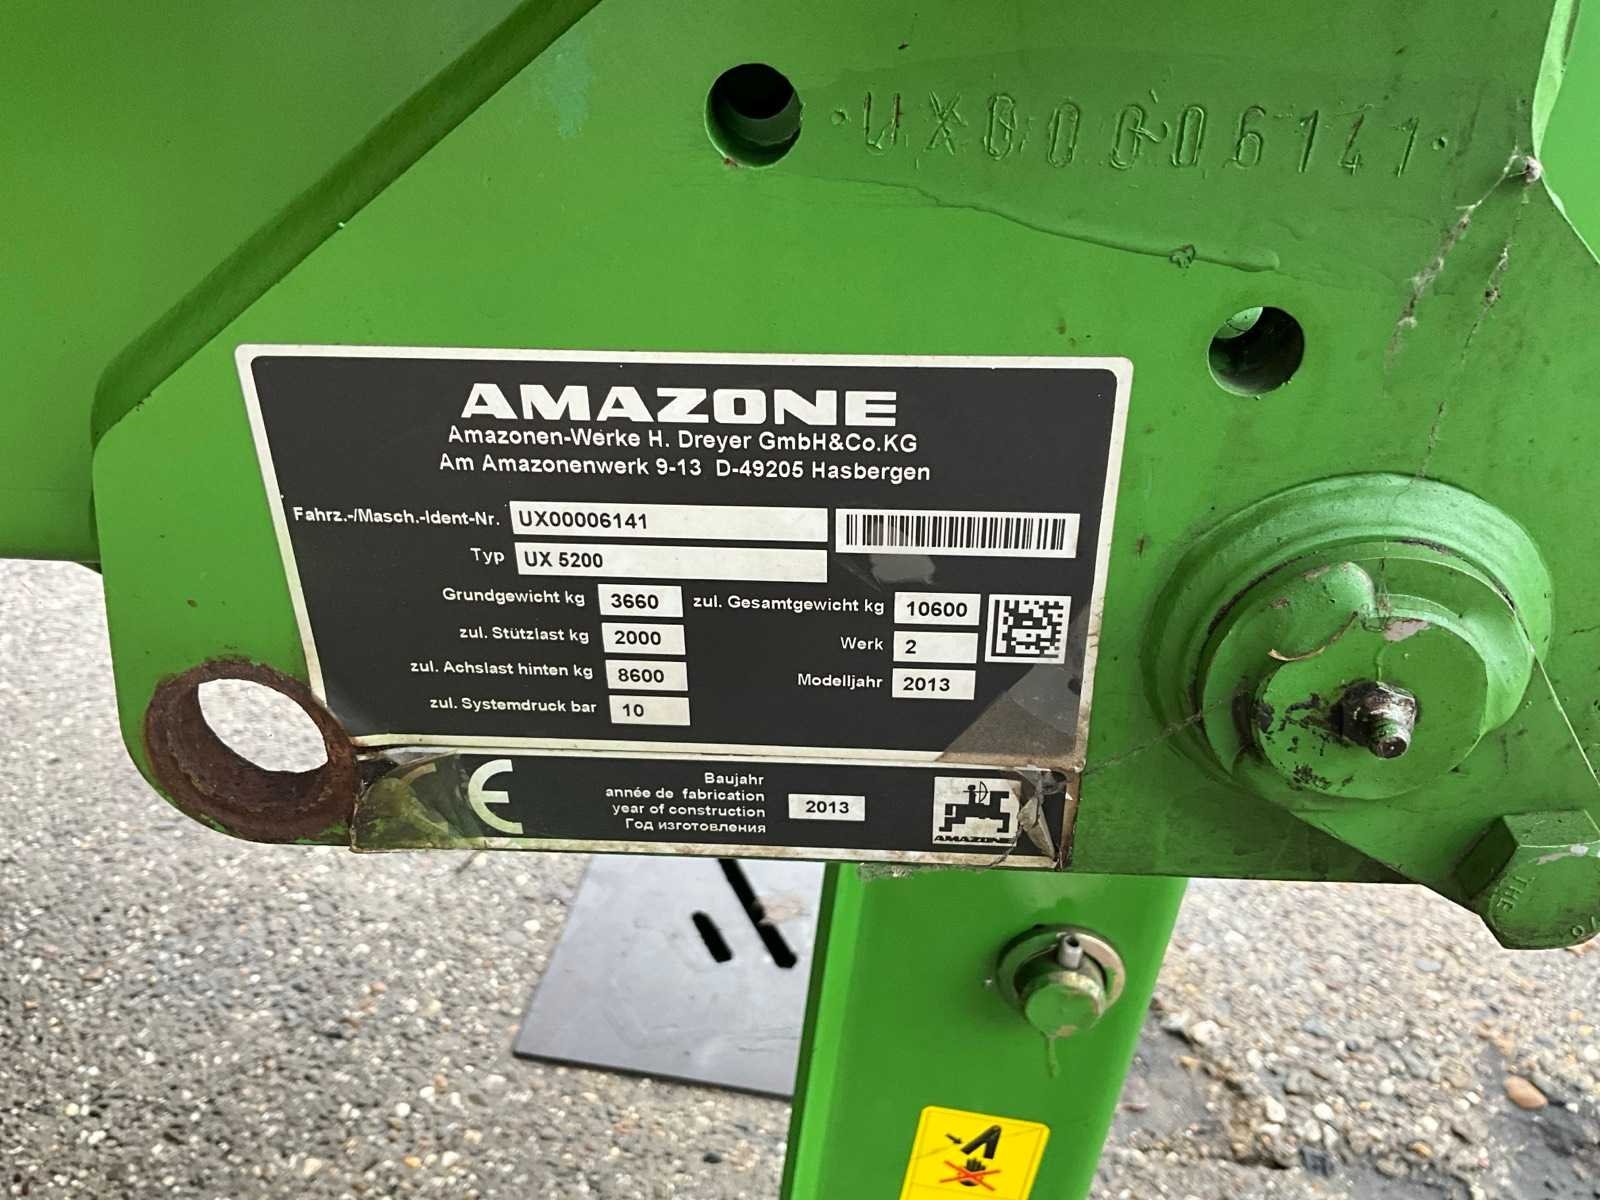 ·UX00006141·
AMAZONE
Amazonen-Werke H. Dreyer GmbH&Co.KG
Am Amazonenwerk 9-13 D-49205 Hasbergen
Fahrz.-/Masch.-Ident-Nr. UX00006141
Typ UX 5200
Grundgewicht kg 3660 zul. Gesamtgewicht kg 10600
zul. Stützlast kg 2000 Werk 2
zul. Achslast hinten kg 8600 Modelljahr 2013
zul. Systemdruck bar 10
CE
Baujahr
année de fabrication
year of construction 2013
Год изготовления
AMAZONE